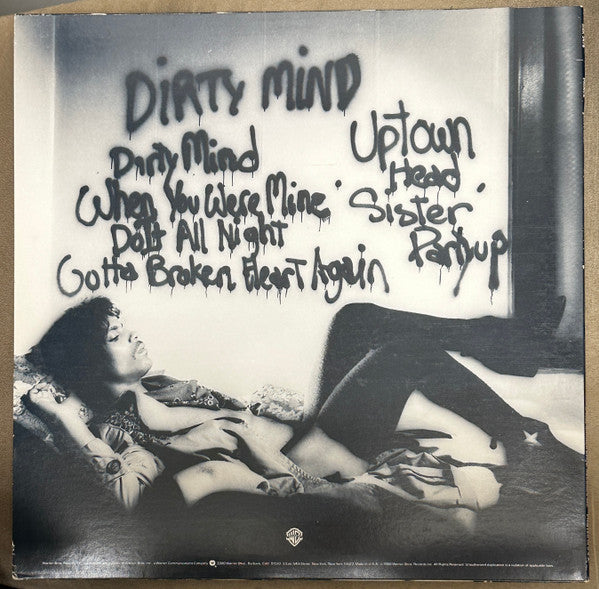 DIRTY MIND
Dirty Mind
When You Were Mine
Do It All Night
Gotta Broken Heart Again
Uptown
Head
Sister
Partyup